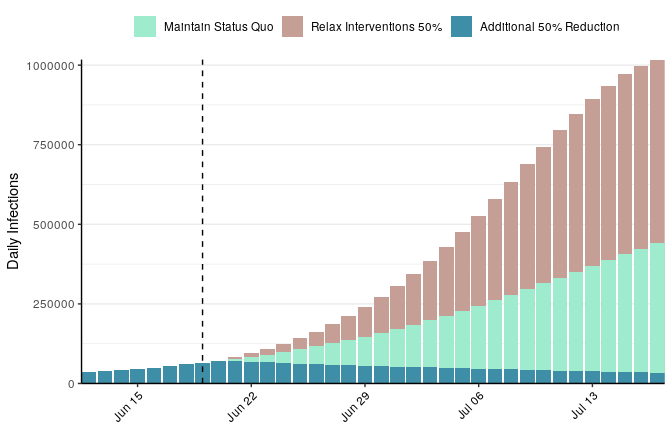 Maintain Status Quo Relax Interventions 50% Additional 50% Reduction
1000000
750000
500000
250000
0
Daily Infections
Jun 15 Jun 22 Jun 29 Jul 06 Jul 13